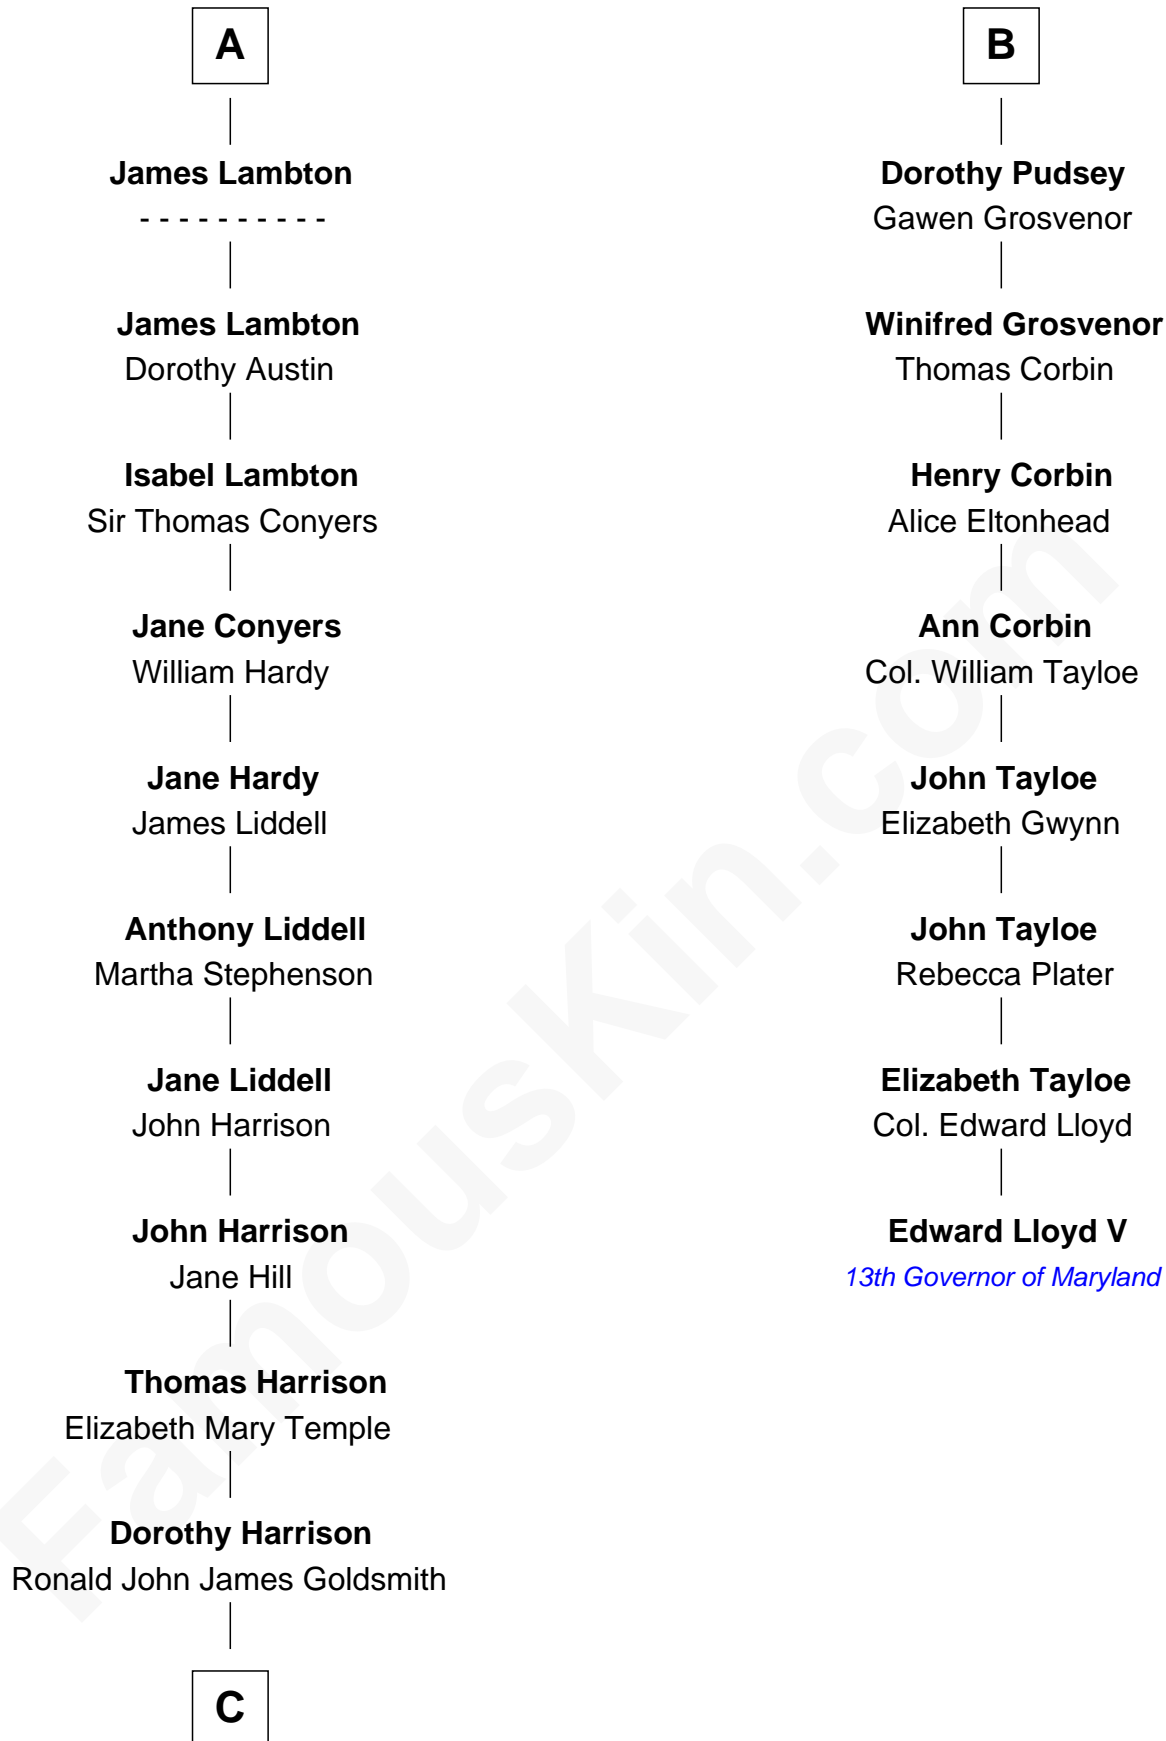 A
James Lambton
- - - - - - - - - -
James Lambton
Dorothy Austin
Isabel Lambton
Sir Thomas Conyers
Jane Conyers
William Hardy
Jane Hardy
James Liddell
Anthony Liddell
Martha Stephenson
Jane Liddell
John Harrison
John Harrison
Jane Hill
Thomas Harrison
Elizabeth Mary Temple
Dorothy Harrison
Ronald John James Goldsmith
C
B
Dorothy Pudsey
Gawen Grosvenor
Winifred Grosvenor
Thomas Corbin
Henry Corbin
Alice Eltonhead
Ann Corbin
Col. William Tayloe
John Tayloe
Elizabeth Gwynn
John Tayloe
Rebecca Plater
Elizabeth Tayloe
Col. Edward Lloyd
Edward Lloyd V
13th Governor of Maryland
FamousKin.com